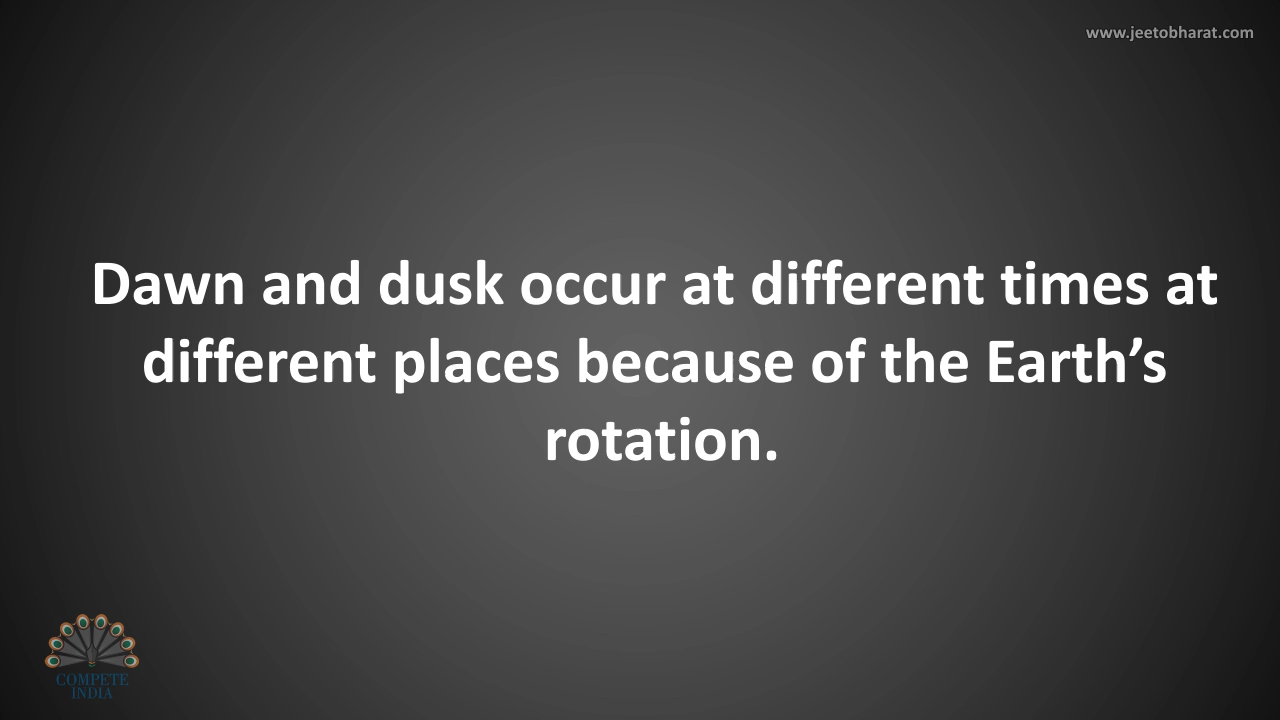 www.jeetobharat.com
Dawn and dusk occur at different times at
different places because of the Earth’s
rotation.
COMPETE
INDIA